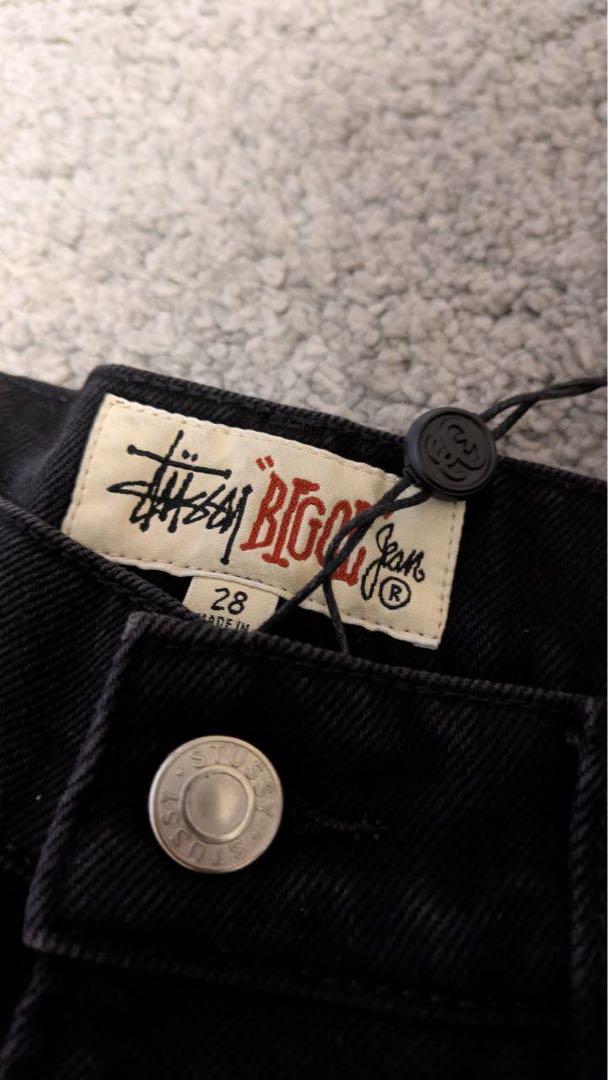 Stüssy "BIGOL Jean ®
28
MADE IN
· STUSSY · STUSSY